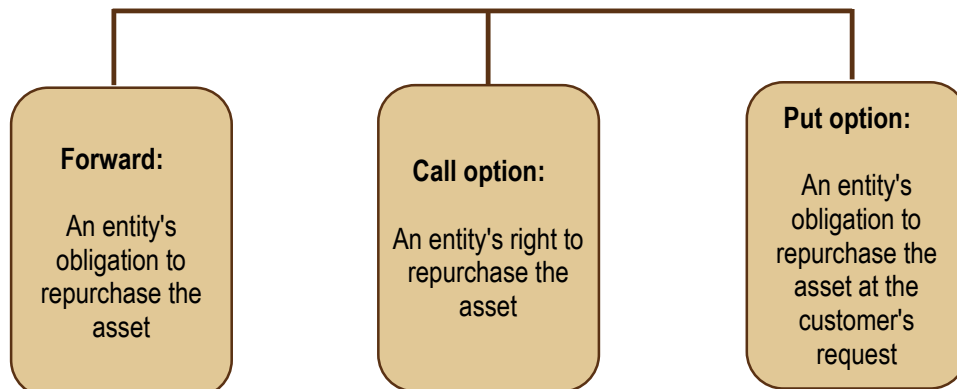 Forward:
An entity's
obligation to
repurchase the
asset
Call option:
An entity's right to
repurchase the
asset
Put option:
An entity's
obligation to
repurchase the
asset at the
customer's
request